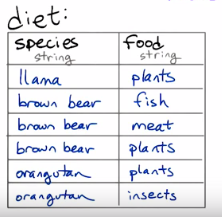 diet:
species food
string string
llama plants
brown bear fish
brown bear meat
brown bear plants
orangutan plants
orangutan insects